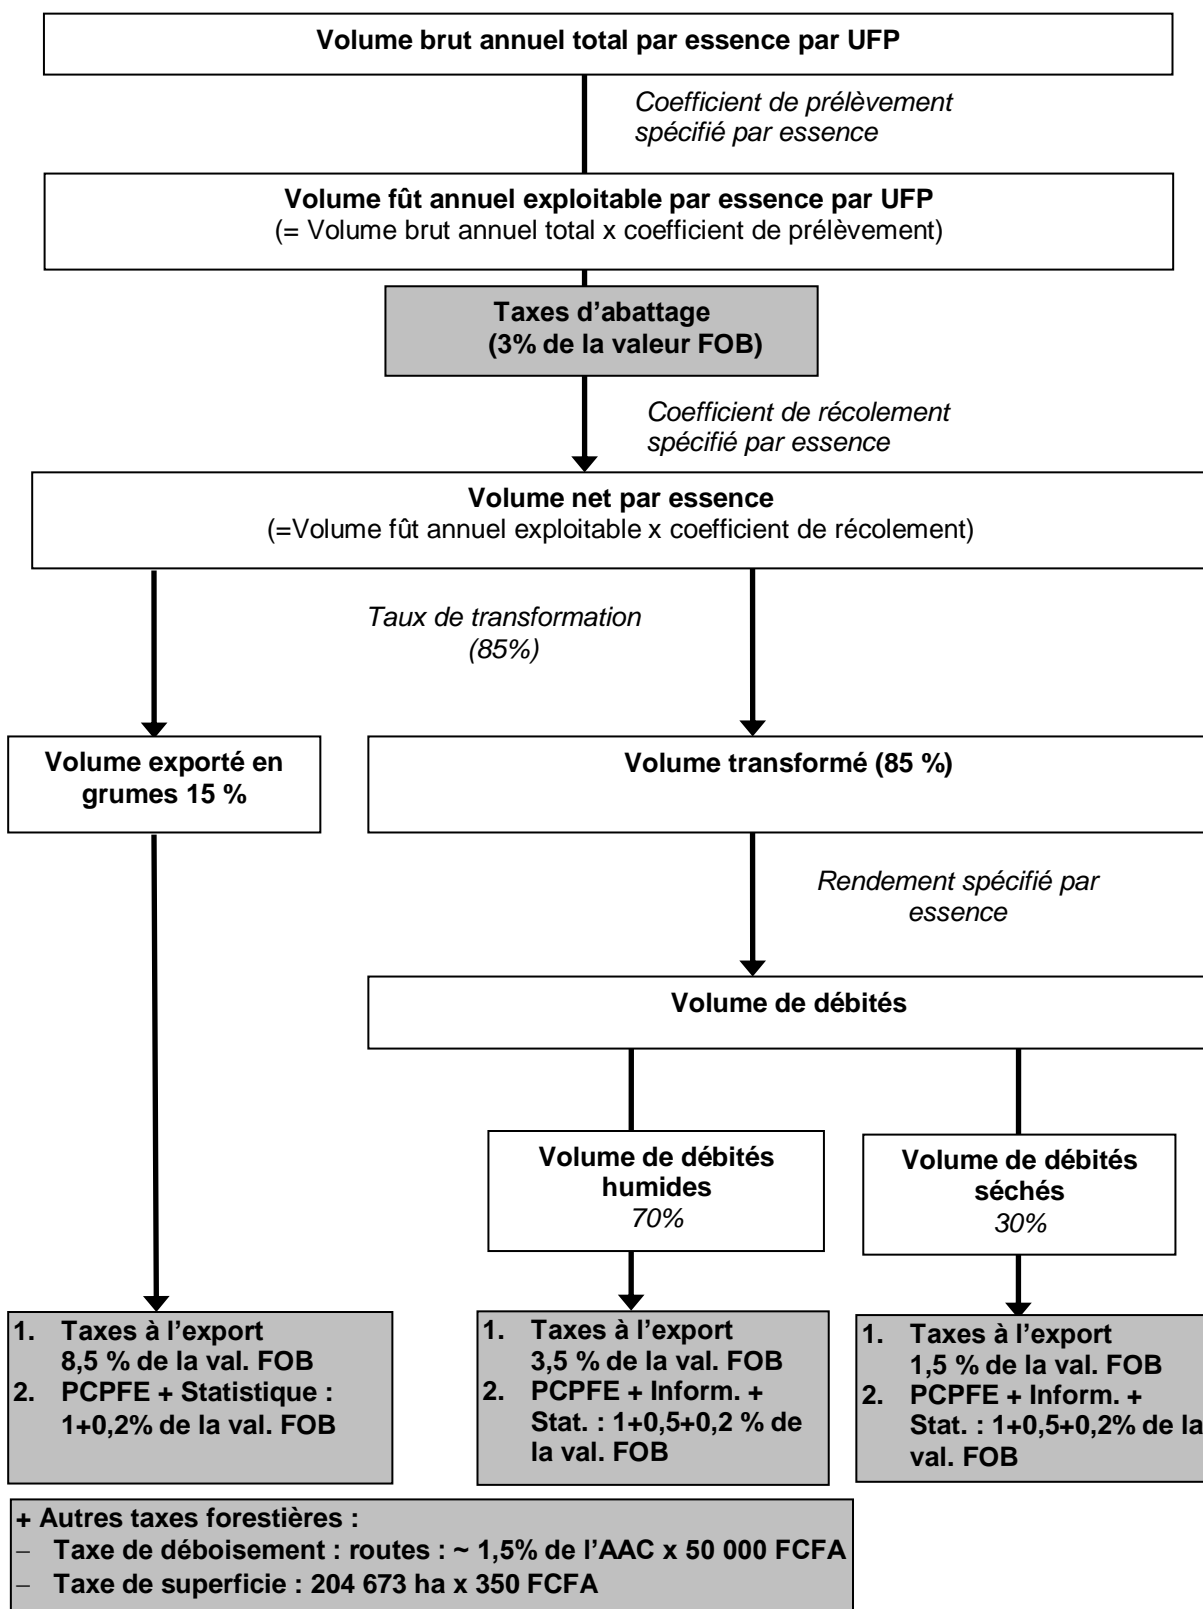 Volume brut annuel total par essence par UFP
Coefficient de prélèvement
spécifié par essence
Volume fût annuel exploitable par essence par UFP
(= Volume brut annuel total x coefficient de prélèvement)
Taxes d’abattage
(3% de la valeur FOB)
Coefficient de récolement
spécifié par essence
Volume net par essence
(=Volume fût annuel exploitable x coefficient de récolement)
Taux de transformation
(85%)
Volume exporté en
grumes 15 %
Volume transformé (85 %)
Rendement spécifié par
essence
Volume de débités
Volume de débités
humides
70%
Volume de débités
séchés
30%
1. Taxes à l’export
8,5 % de la val. FOB
2. PCPFE + Statistique :
1+0,2% de la val. FOB
1. Taxes à l’export
3,5 % de la val. FOB
2. PCPFE + Inform. +
Stat. : 1+0,5+0,2 % de
la val. FOB
1. Taxes à l’export
1,5 % de la val. FOB
2. PCPFE + Inform. +
Stat. : 1+0,5+0,2% de la
val. FOB
+ Autres taxes forestières :
– Taxe de déboisement : routes : ~ 1,5% de l’AAC x 50 000 FCFA
– Taxe de superficie : 204 673 ha x 350 FCFA